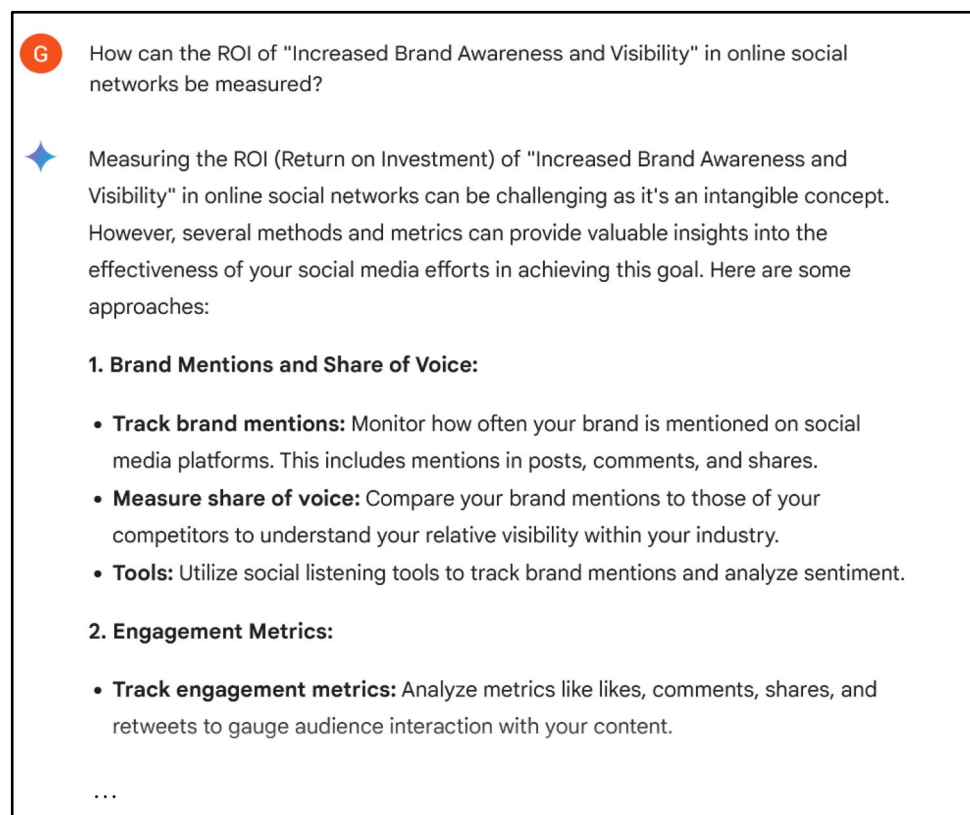 G
How can the ROI of "Increased Brand Awareness and Visibility" in online social
networks be measured?
Measuring the ROI (Return on Investment) of "Increased Brand Awareness and
Visibility" in online social networks can be challenging as it's an intangible concept.
However, several methods and metrics can provide valuable insights into the
effectiveness of your social media efforts in achieving this goal. Here are some
approaches:
1. Brand Mentions and Share of Voice:
• Track brand mentions: Monitor how often your brand is mentioned on social
media platforms. This includes mentions in posts, comments, and shares.
• Measure share of voice: Compare your brand mentions to those of your
competitors to understand your relative visibility within your industry.
• Tools: Utilize social listening tools to track brand mentions and analyze sentiment.
2. Engagement Metrics:
• Track engagement metrics: Analyze metrics like likes, comments, shares, and
retweets to gauge audience interaction with your content.
...